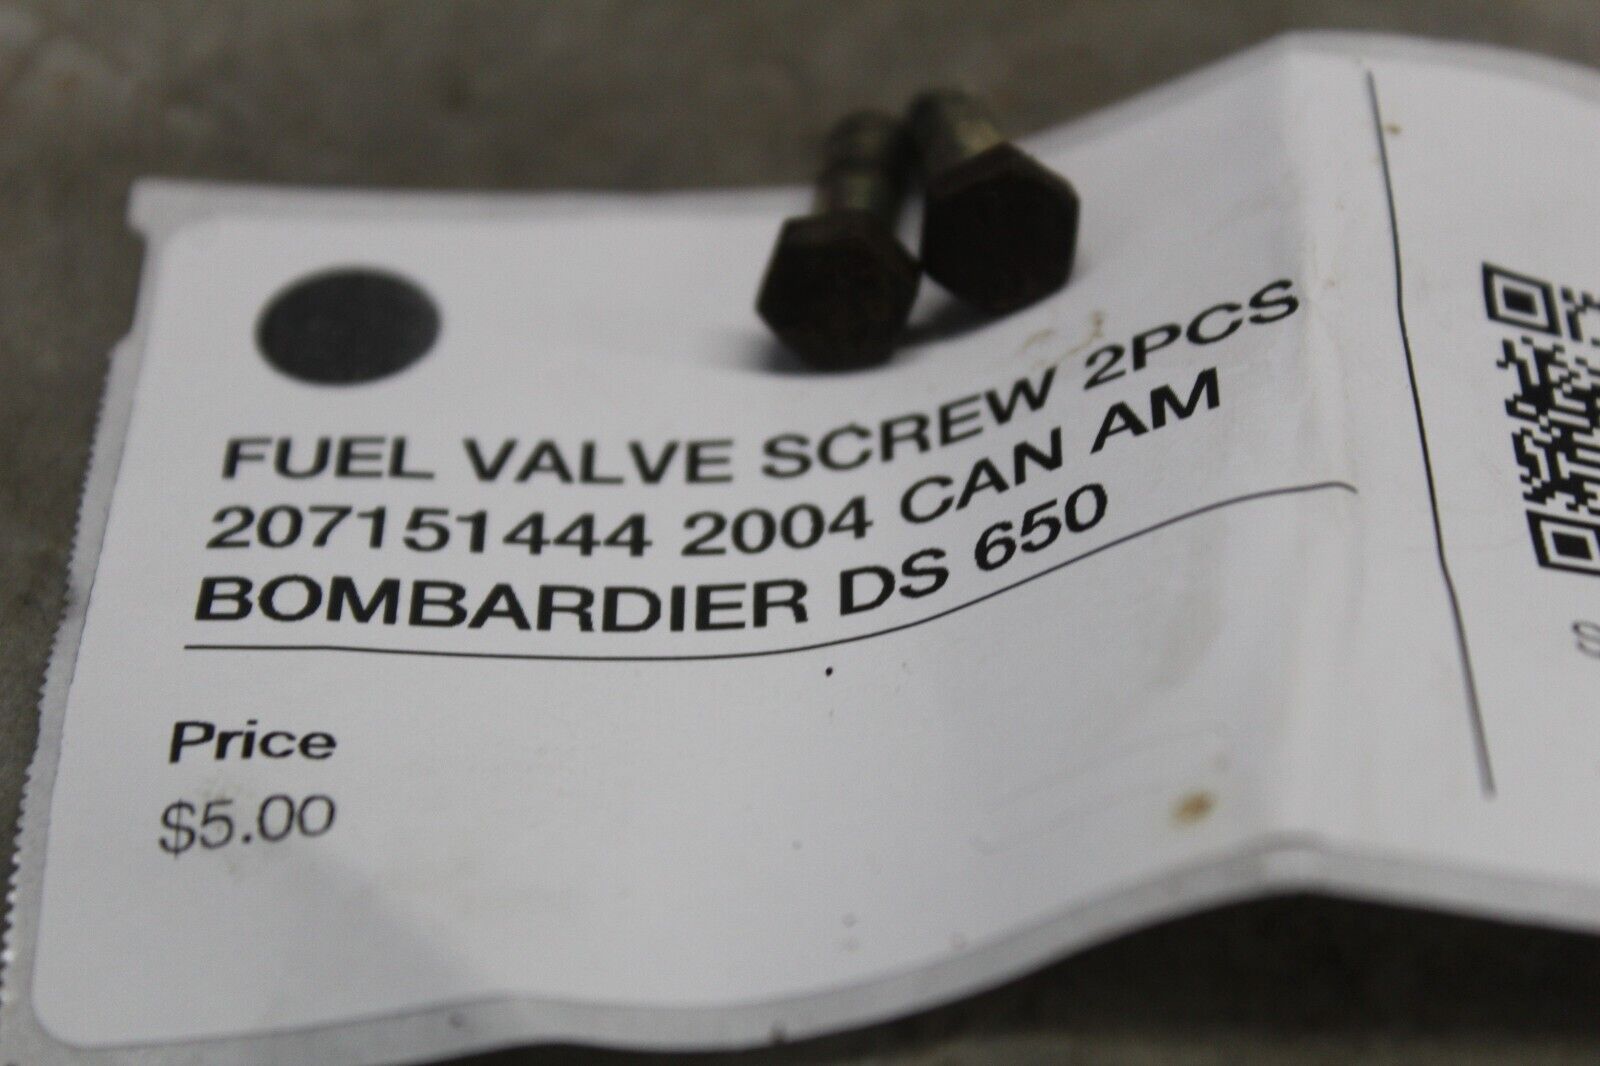 FUEL VALVE SCREW 2PCS
207151444 2004 CAN AM
BOMBARDIER DS 650
Price
$5.00
S